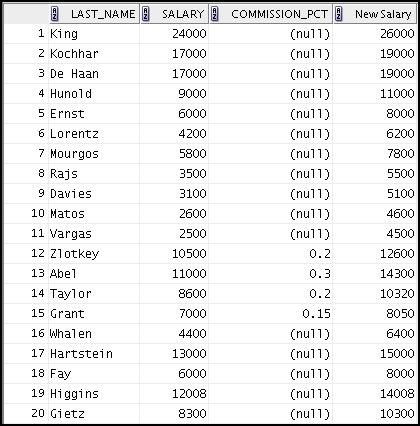 LAST_NAME SALARY COMMISSION_PCT New Salary
1 King 24000 (null) 26000
2 Kochhar 17000 (null) 19000
3 De Haan 17000 (null) 19000
4 Hunold 9000 (null) 11000
5 Ernst 6000 (null) 8000
6 Lorentz 4200 (null) 6200
7 Mourgos 5800 (null) 7800
8 Rajs 3500 (null) 5500
9 Davies 3100 (null) 5100
10 Matos 2600 (null) 4600
11 Vargas 2500 (null) 4500
12 Zlotkey 10500 0.2 12600
13 Abel 11000 0.3 14300
14 Taylor 8600 0.2 10320
15 Grant 7000 0.15 8050
16 Whalen 4400 (null) 6400
17 Hartstein 13000 (null) 15000
18 Fay 6000 (null) 8000
19 Higgins 12008 (null) 14008
20 Gietz 8300 (null) 10300